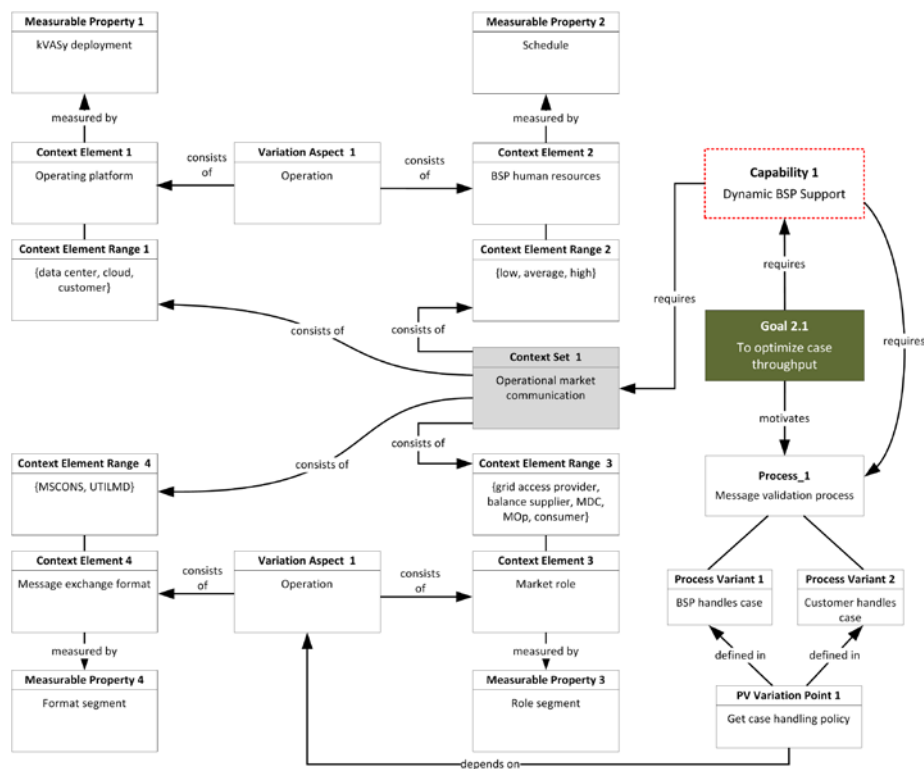 Measurable Property 1
kVASy deployment
Measurable Property 2
Schedule
measured by
measured by
Context Element 1
Operating platform
consists
of
Variation Aspect 1
Operation
consists
of
Context Element 2
BSP human resources
Capability 1
Dynamic BSP Support
Context Element Range 1
{data center, cloud,
customer}
Context Element Range 2
{low, average, high}
requires
requires
requires
consists of
consists of
Goal 2.1
To optimize case
throughput
Context Set 1
Operational market
communication
motivates
consists of
consists of
Context Element Range 4
{MSCONS, UTILMD}
Context Element Range 3
{grid access provider,
balance supplier, MDC,
MOp, consumer}
Process_1
Message validation process
Context Element 4
Message exchange format
consists
of
Variation Aspect 1
Operation
consists
of
Context Element 3
Market role
Process Variant 1
BSP handles case
Process Variant 2
Customer handles
case
measured by
measured by
defined in
defined in
Measurable Property 4
Format segment
Measurable Property 3
Role segment
PV Variation Point 1
Get case handling policy
depends on